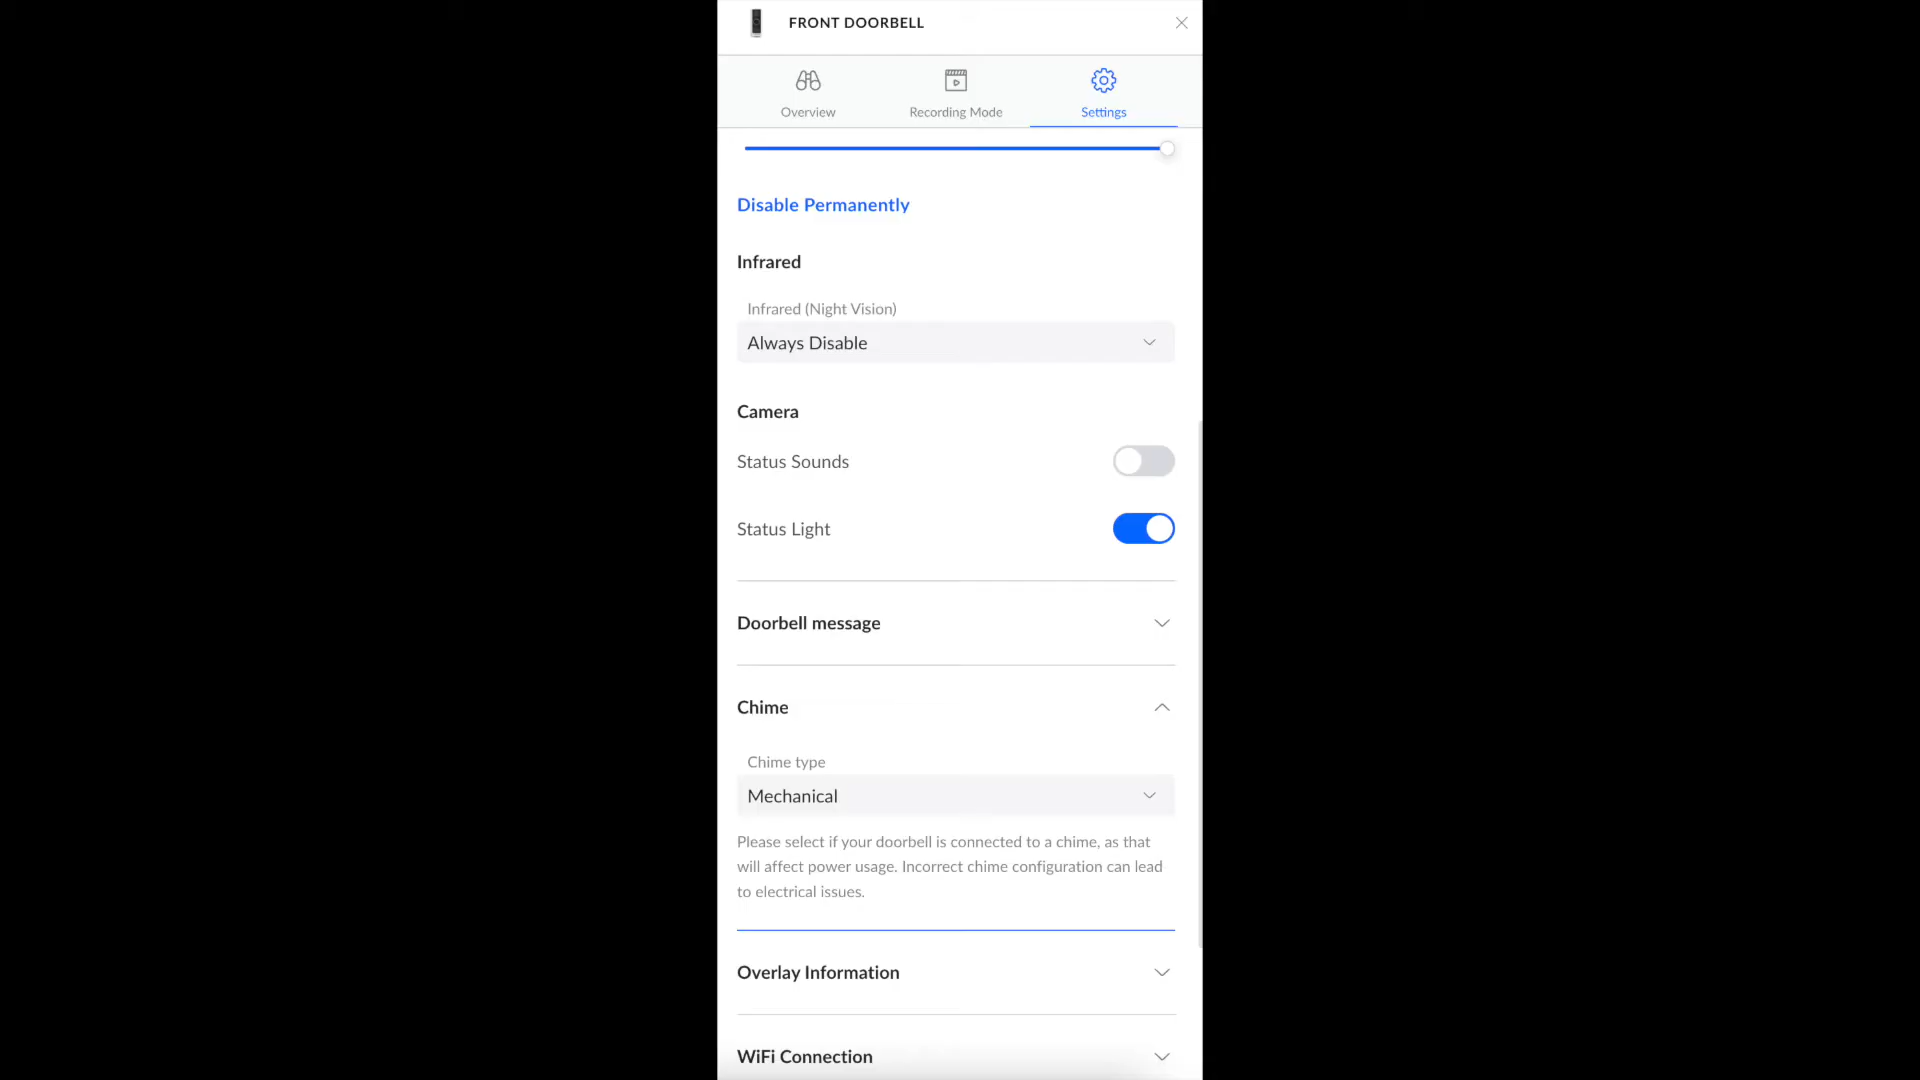 FRONT DOORBELL
Overview
Recording Mode
Settings
Disable Permanently
Infrared
Infrared (Night Vision)
Always Disable
Camera
Status Sounds
Status Light
Doorbell message
Chime
Chime type
Mechanical
Please select if your doorbell is connected to a chime, as that
will affect power usage. Incorrect chime configuration can lead
to electrical issues.
Overlay Information
WiFi Connection